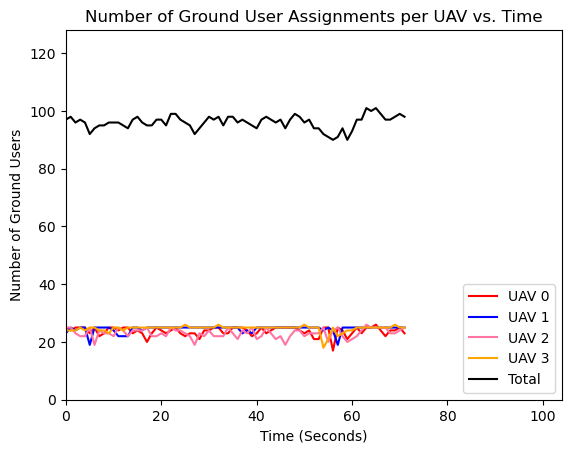 Number of Ground User Assignments per UAV vs. Time
Number of Ground Users
120
100
80
60
40
20
0
0 20 40 60 80 100
Time (Seconds)
UAV 0
UAV 1
UAV 2
UAV 3
Total